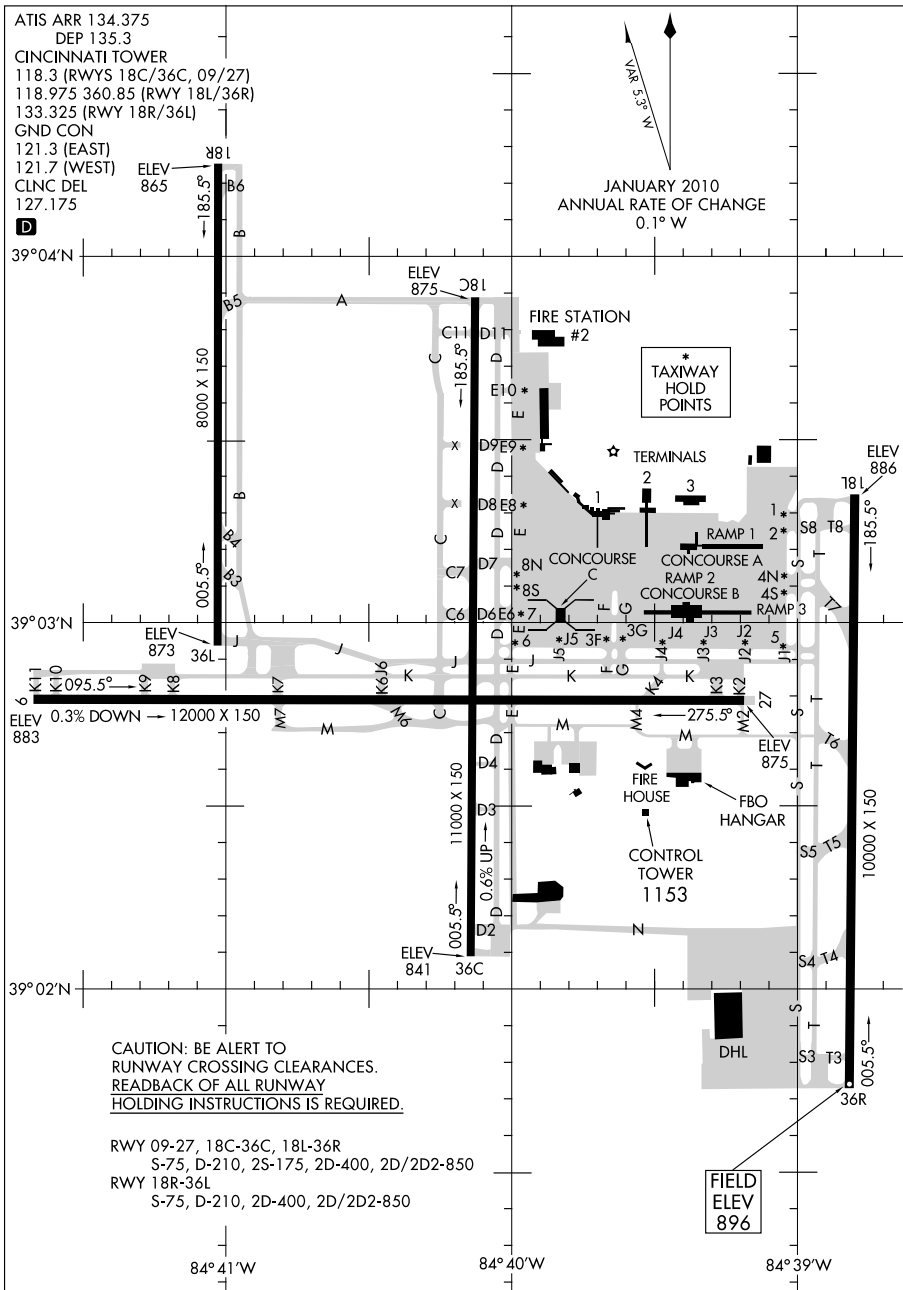 ATIS ARR 134.375
DEP 135.3
CINCINNATI TOWER
118.3 (RWYS 18C/36C, 09/27)
118.975 360.85 (RWY 18L/36R)
133.325 (RWY 18R/36L)
GND CON
121.3 (EAST)
121.7 (WEST)
CLNC DEL
127.175
D
VAR 5.3° W
JANUARY 2010
ANNUAL RATE OF CHANGE
0.1° W
18R
ELEV
865
185.5°
B6
B
39°04'N
B5
A
ELEV
875
18C
C11
D11
D
C
185.5°
FIRE STATION
#2
*
TAXIWAY
HOLD
POINTS
8000 X 150
E10 *
E
X
D9
E9 *
D
TERMINALS
1
2
3
ELEV
886
18L
B
X
D8
E8 *
E
C
1
*
2
*
S8
T8
185.5°
B4
B3
005.5°
D7
C7
8N
*
8S
*
CONCOURSE
C
RAMP 1
CONCOURSE A
RAMP 2
CONCOURSE B
RAMP 3
4N
*
4S
*
S
T
T7
39°03'N
C6
D6
E6 *
7
F
G
ELEV
873
36L
J
J
J
D
E
*
6
J
*
J5
J5
3F
*
F
*
3G
G
*
J4
J4
*
J3
J3
*
J2
J2
5
*
J1
K11
K10
K9
K8
K7
K6
J6
K
K
K4
K
K3
K2
9
095.5°
27
ELEV
883
0.3% DOWN
12000 X 150
M7
M
M6
C
E
D
M
M4
275.5°
M
M2
S
T
T6
ELEV
875
D4
11000 X 150
D3
0.6% UP
FIRE
HOUSE
FBO
HANGAR
CONTROL
TOWER
1153
S
T
S5
T5
10000 X 150
005.5°
D
D2
N
ELEV
841
36C
S4
T4
39°02'N
S
T
DHL
S3
T3
005.5°
36R
CAUTION: BE ALERT TO
RUNWAY CROSSING CLEARANCES.
READBACK OF ALL RUNWAY
HOLDING INSTRUCTIONS IS REQUIRED.
RWY 09-27, 18C-36C, 18L-36R
S-75, D-210, 2S-175, 2D-400, 2D/2D2-850
RWY 18R-36L
S-75, D-210, 2D-400, 2D/2D2-850
FIELD
ELEV
896
84°41'W
84°40'W
84°39'W